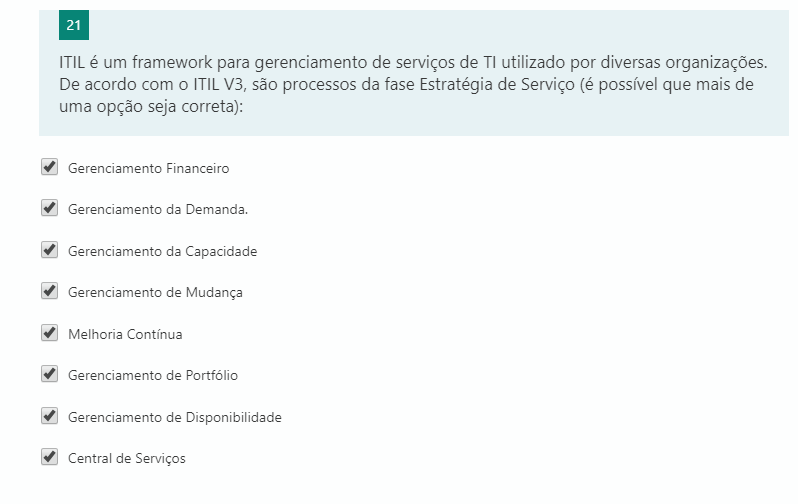 21
ITIL é um framework para gerenciamento de serviços de TI utilizado por diversas organizações.
De acordo com o ITIL V3, são processos da fase Estratégia de Serviço (é possível que mais de
uma opção seja correta):
Gerenciamento Financeiro
Gerenciamento da Demanda.
Gerenciamento da Capacidade
Gerenciamento de Mudança
Melhoria Contínua
Gerenciamento de Portfólio
Gerenciamento de Disponibilidade
Central de Serviços